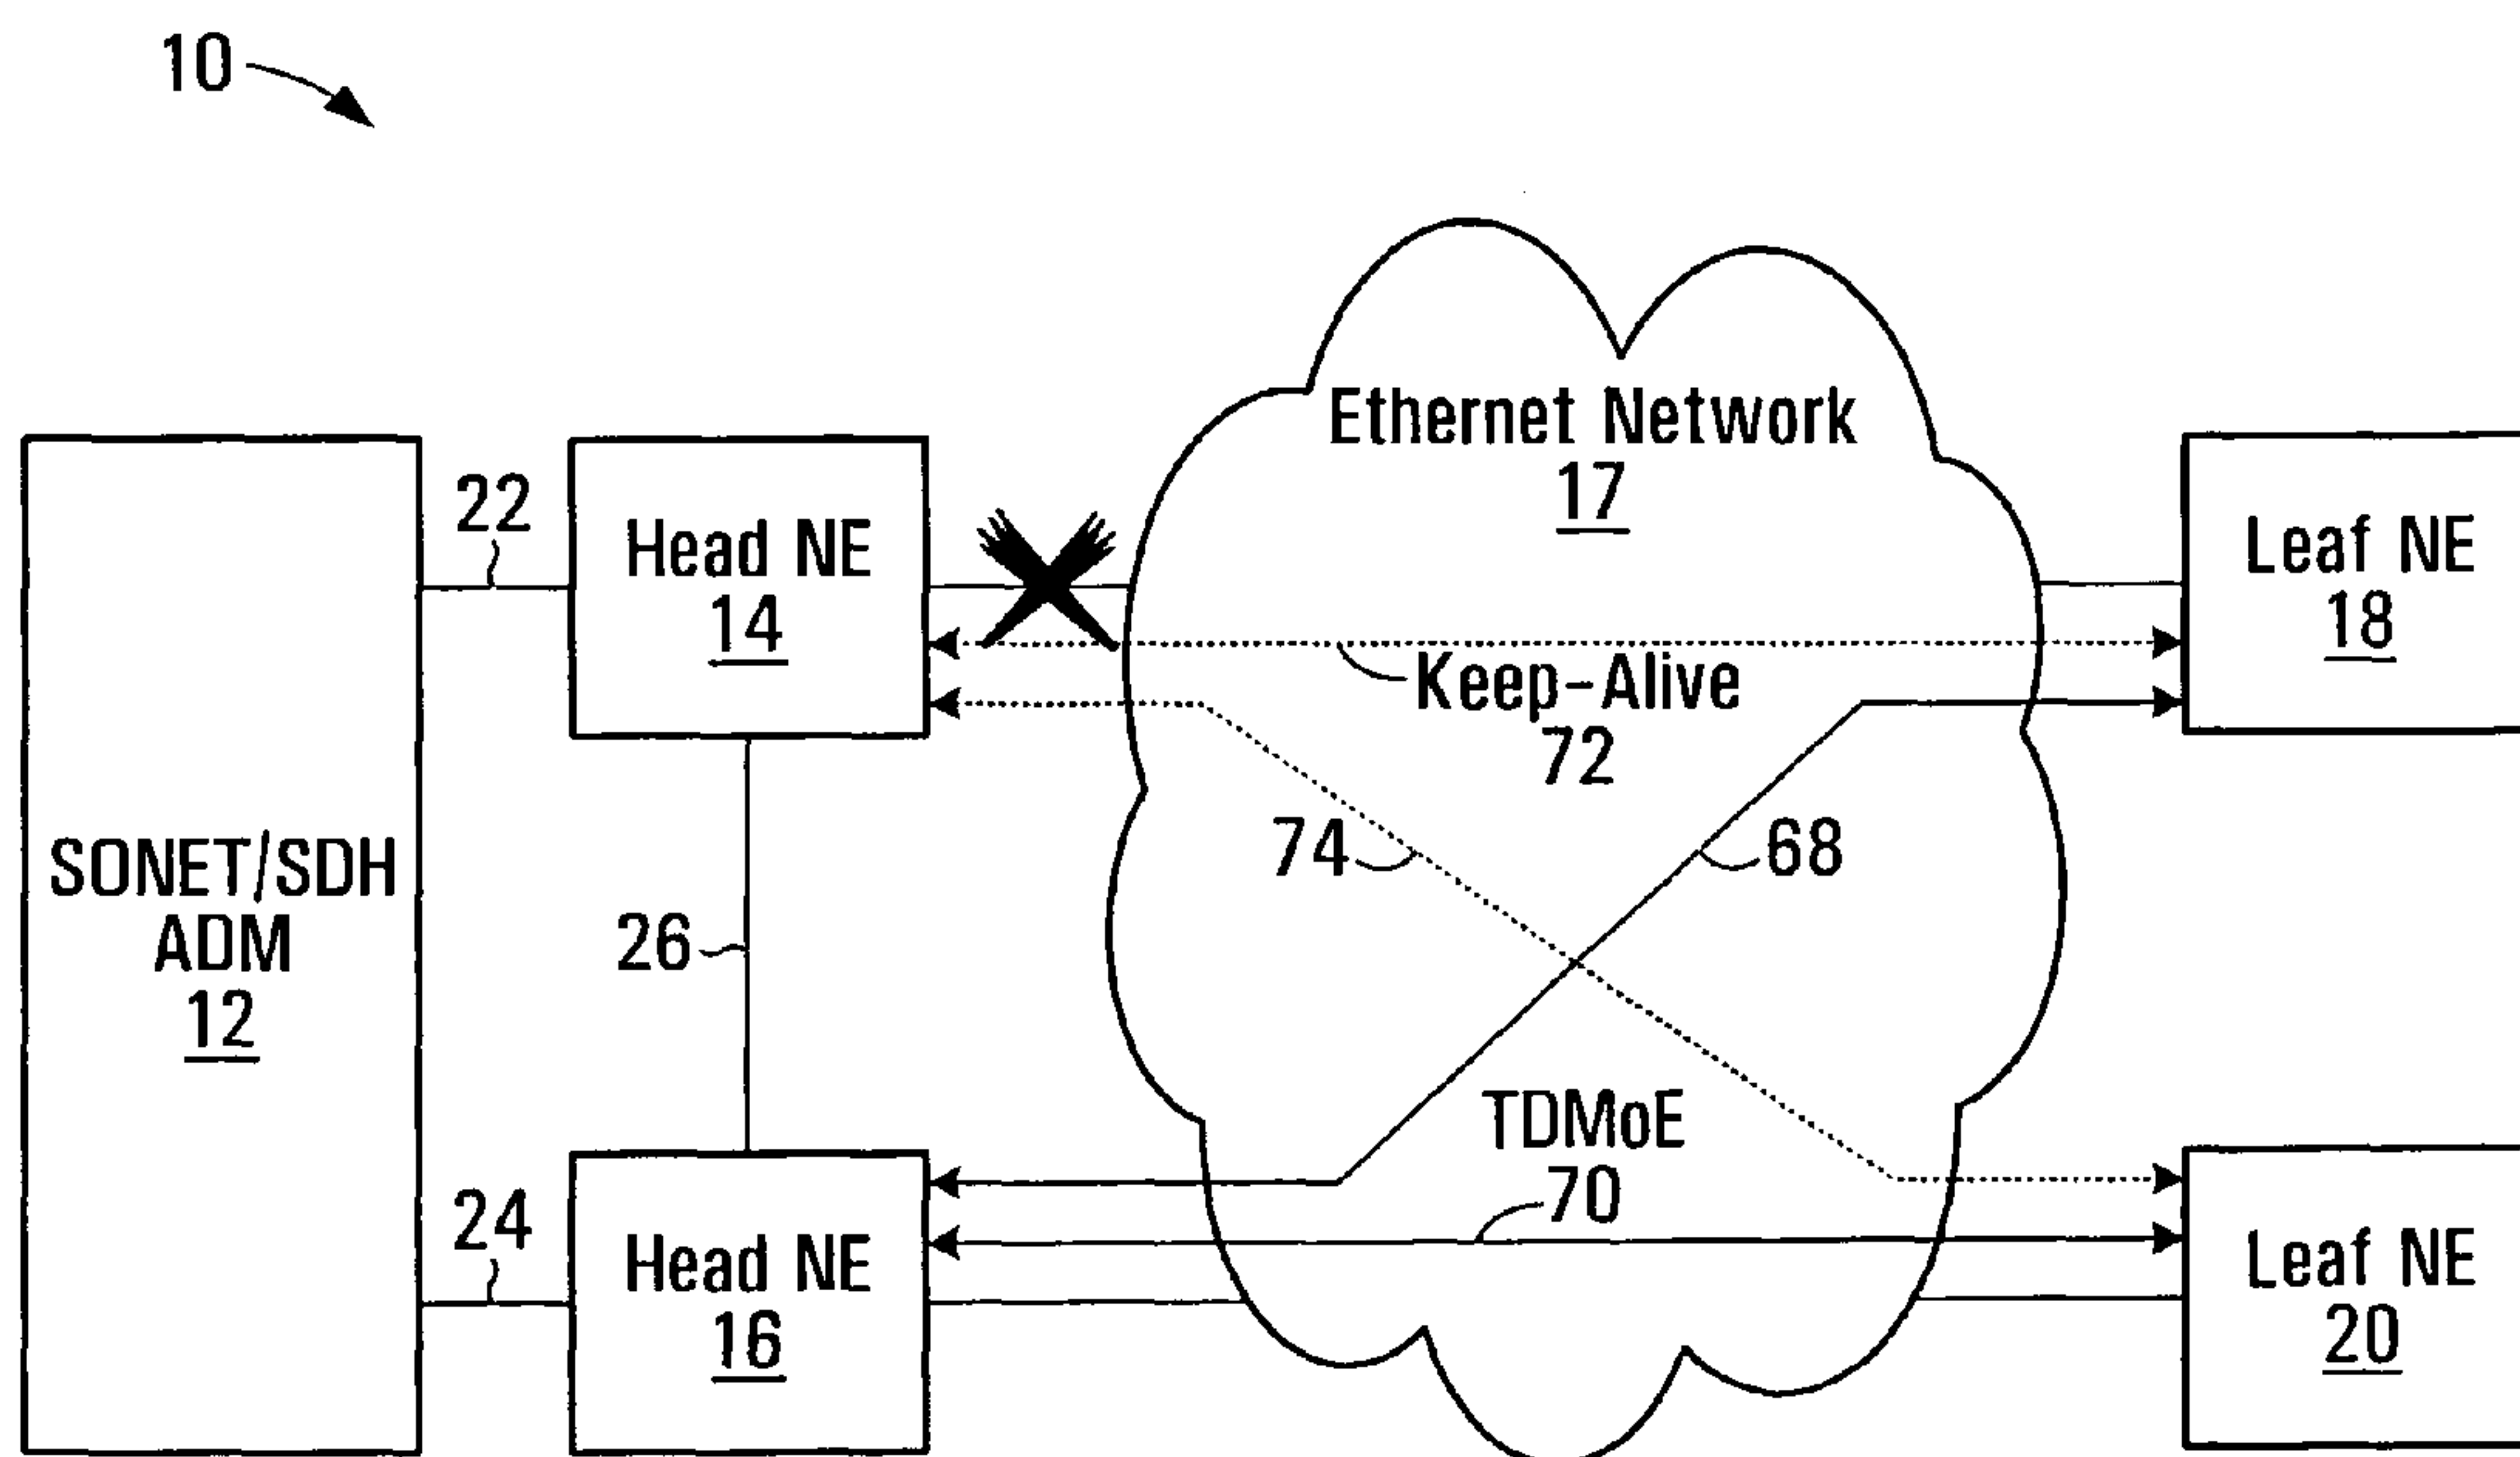 10
Ethernet Network
17
22
Head NE
14
Leaf NE
18
Keep-Alive
72
74
68
SONET/SDH
ADM
12
26
TDMoE
70
24
Head NE
16
Leaf NE
20